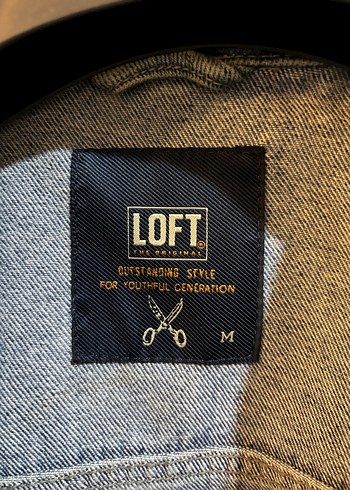 LOFT®
THE ORIGINAL
OUTSTANDING STYLE
FOR YOUTHFUL GENERATION
M